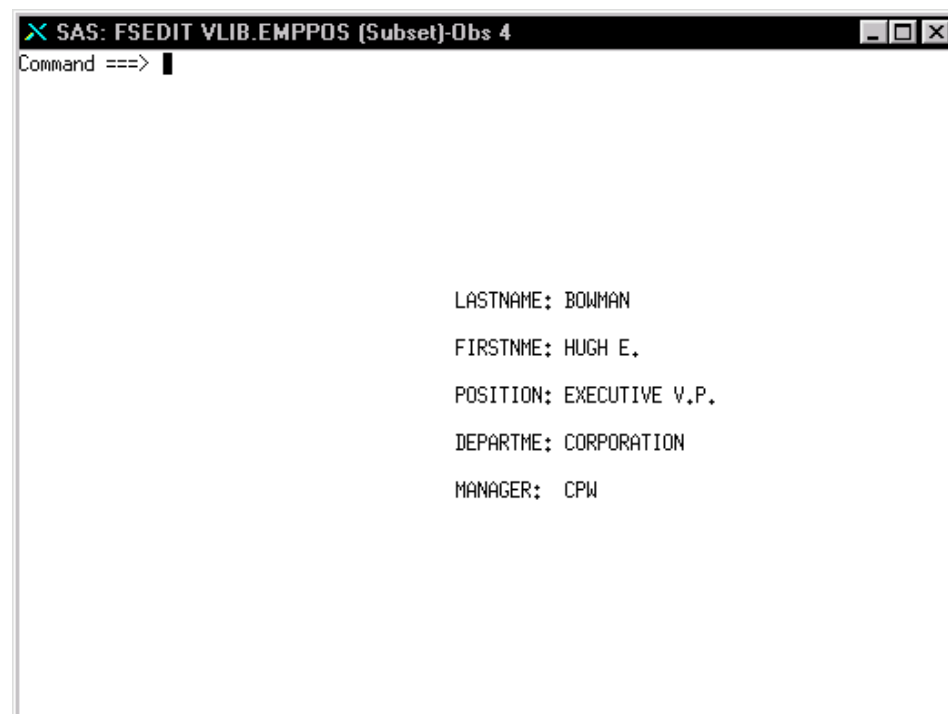 SAS: FSEDIT VLIB.EMPPOS (Subset)-Obs 4
Command ===>
LASTNAME: BOWMAN
FIRSTNME: HUGH E.
POSITION: EXECUTIVE V.P.
DEPARTME: CORPORATION
MANAGER: CPW